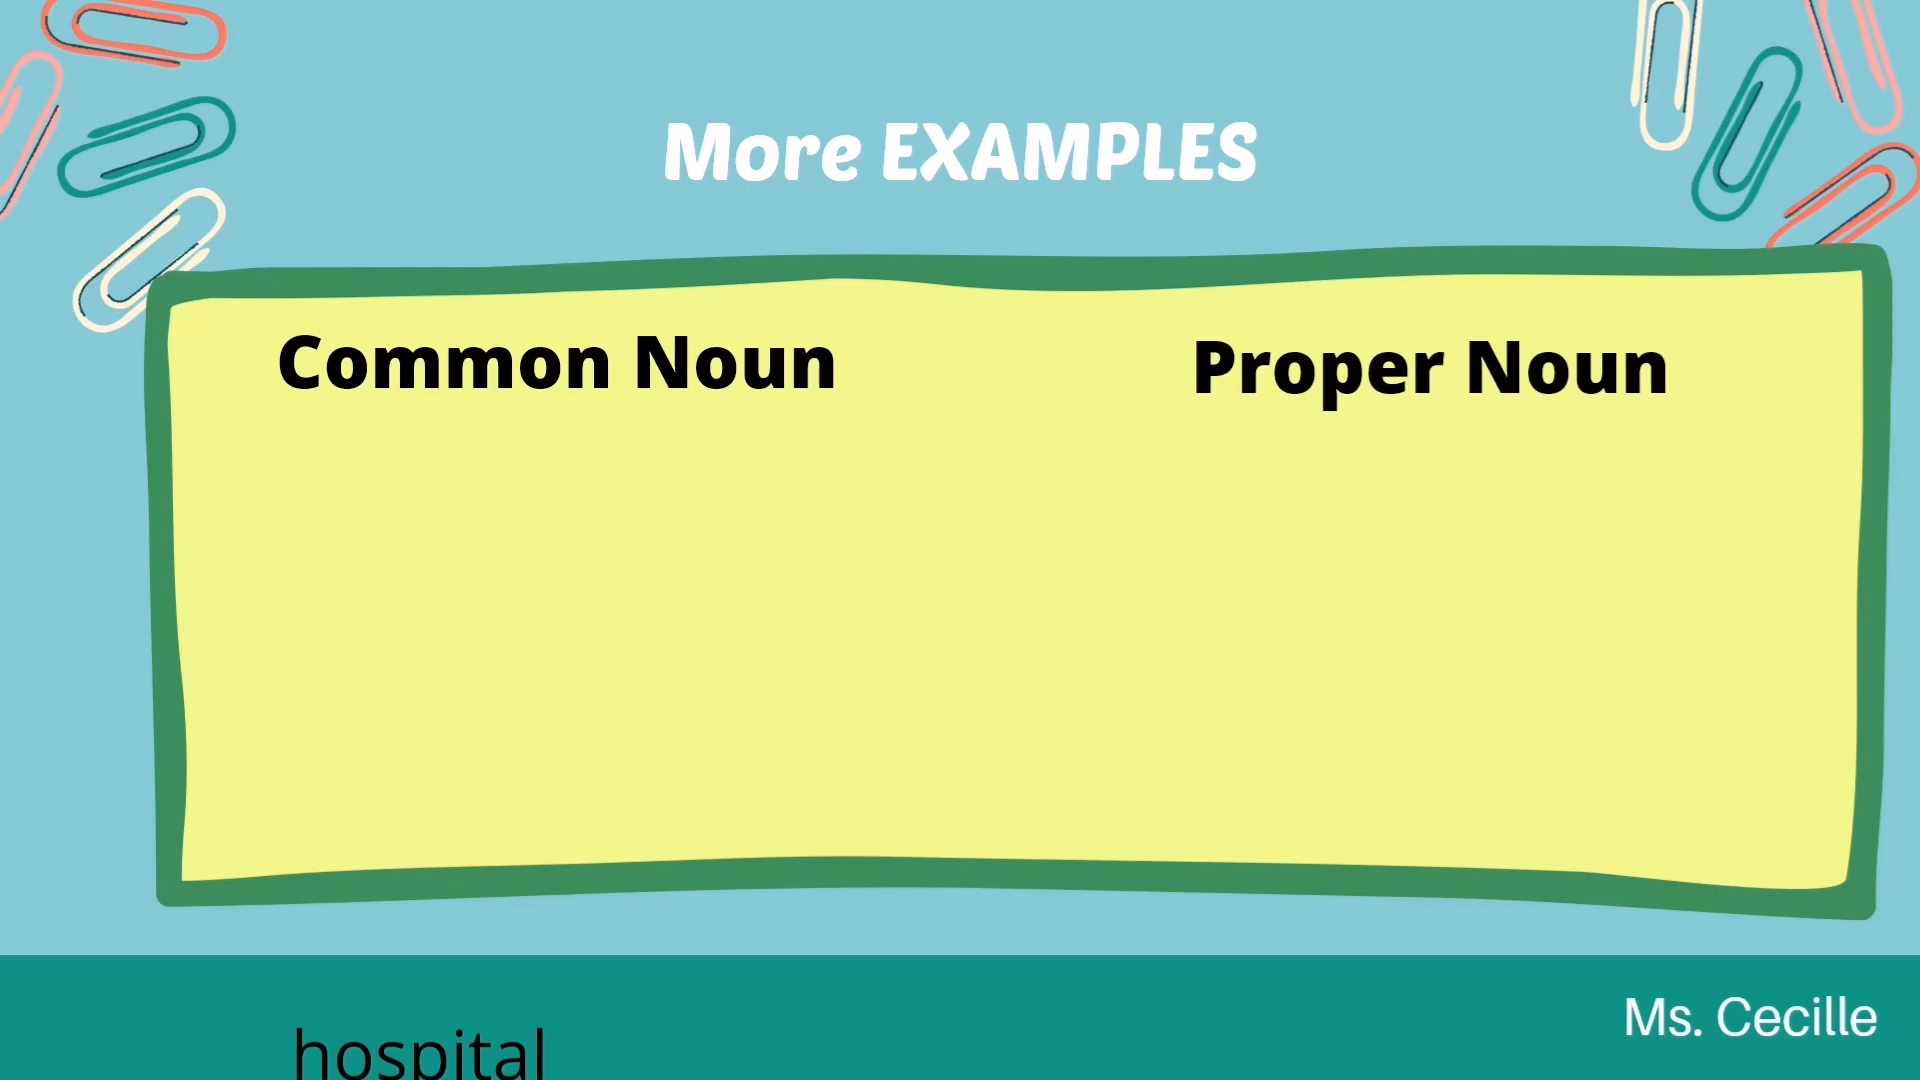 More EXAMPLES
Common Noun
Proper Noun
Ms. Cecille
hospital